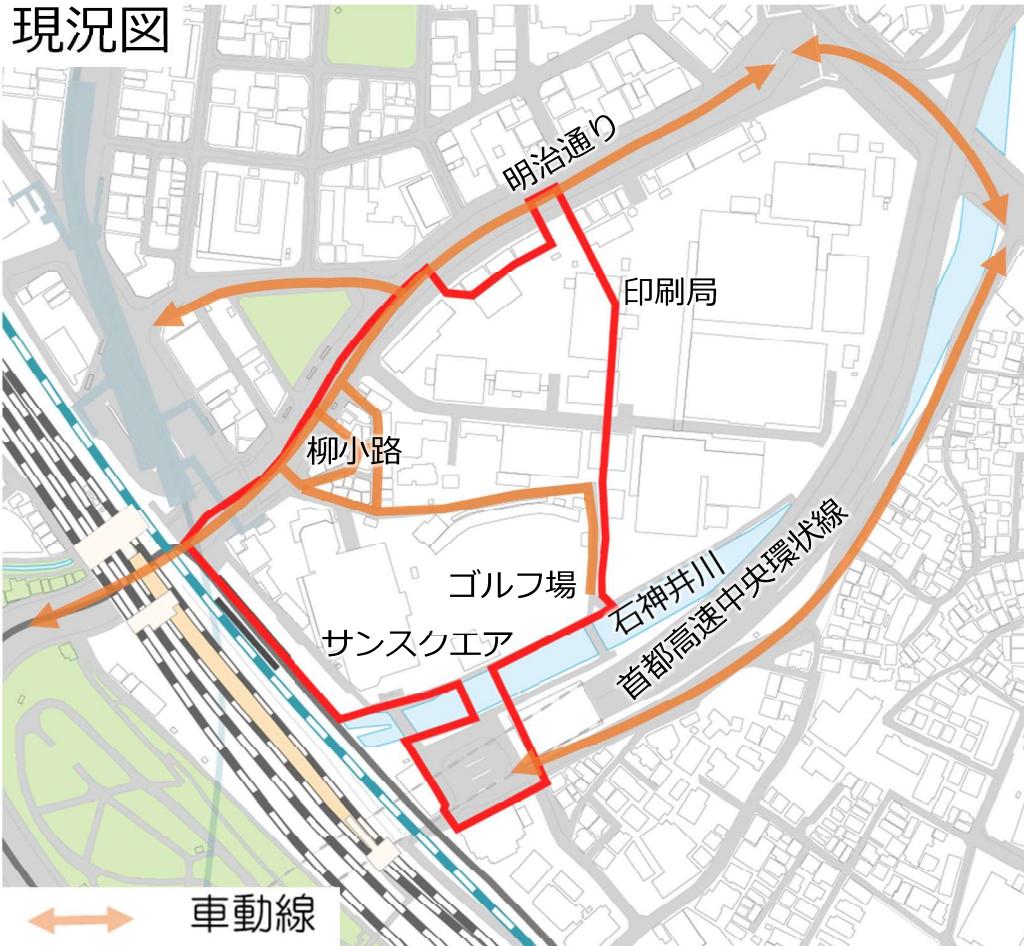 現況図
明治通り
印刷局
柳小路
ゴルフ場
石神井川
サンスクエア
首都高速中央環状線
車動線